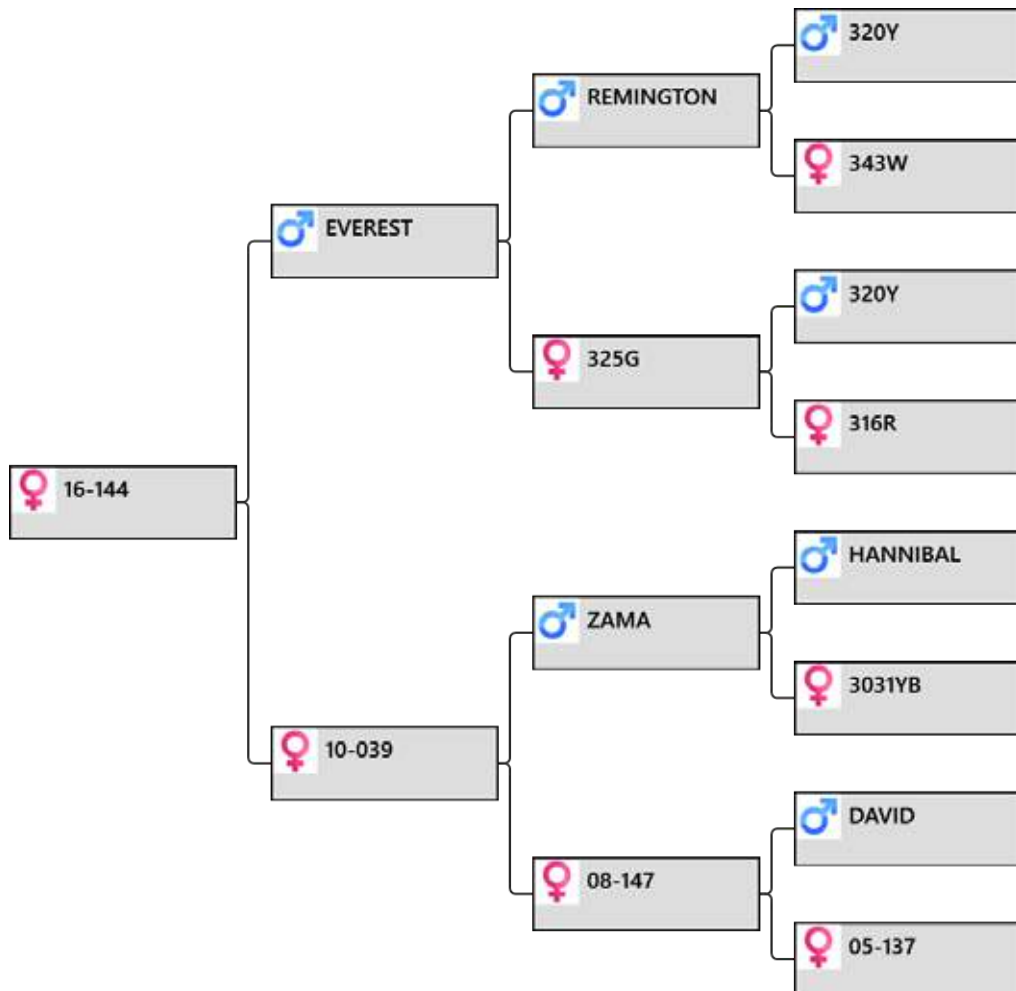 320Y
REMINGTON
343W
EVEREST
320Y
325G
316R
16-144
HANNIBAL
ZAMA
3031YB
10-039
DAVID
08-147
05-137